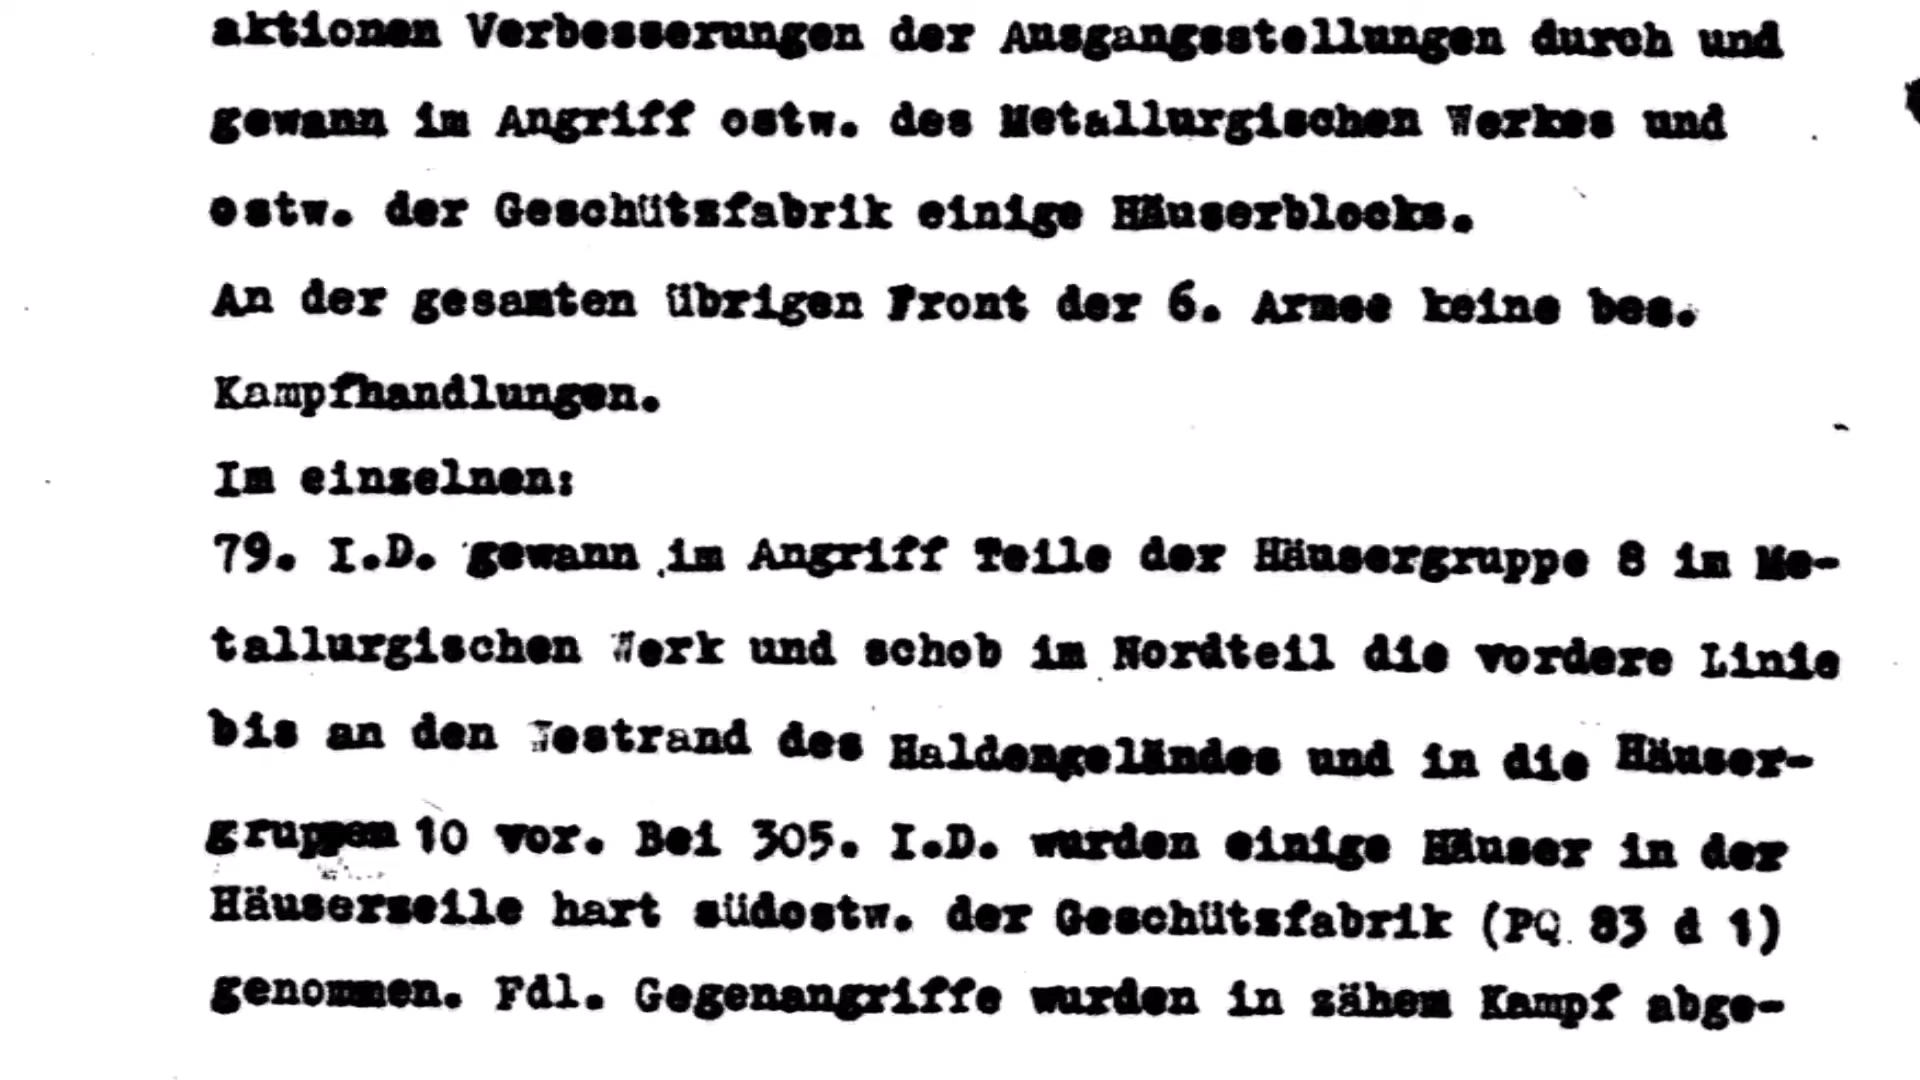 aktionen Verbesserungen der Ausgangsstellungen durch und
gewann im Angriff ostw. des Metallurgischen Werkes und
ostw. der Geschützfabrik einige Häuserblocks.
An der gesamten übrigen Front der 6. Armee keine bes.
Kampfhandlungen.
Im einzelnen:
79. I.D. gewann im Angriff Teile der Häusergruppe 8 im Me-
tallurgischen Werk und schob im Nordteil die vordere Linie
bis an den Westrand des Haldengeländes und in die Häuser-
gruppen 10 vor. Bei 305. I.D. wurden einige Häuser in der
Häuserzeile hart südostw. der Geschützfabrik (PQ 83 d 1)
genommen. Fdl. Gegenangriffe wurden in zähem Kampf abge-